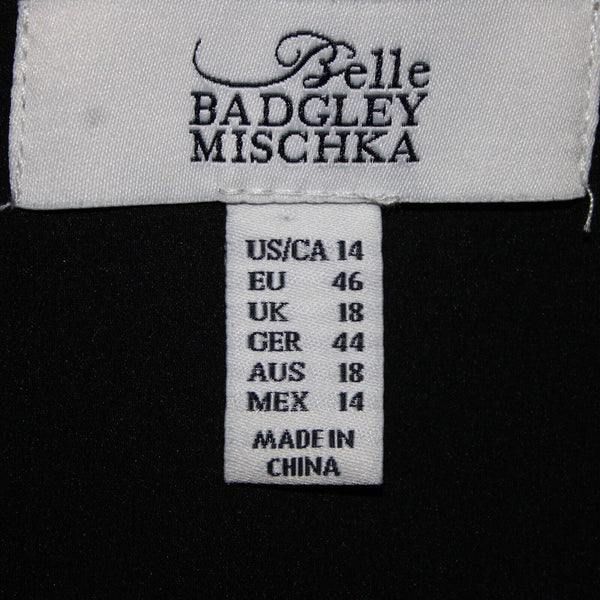 Belle
BADGLEY
MISCHKA
US/CA 14
EU 46
UK 18
GER 44
AUS 18
MEX 14
MADE IN
CHINA